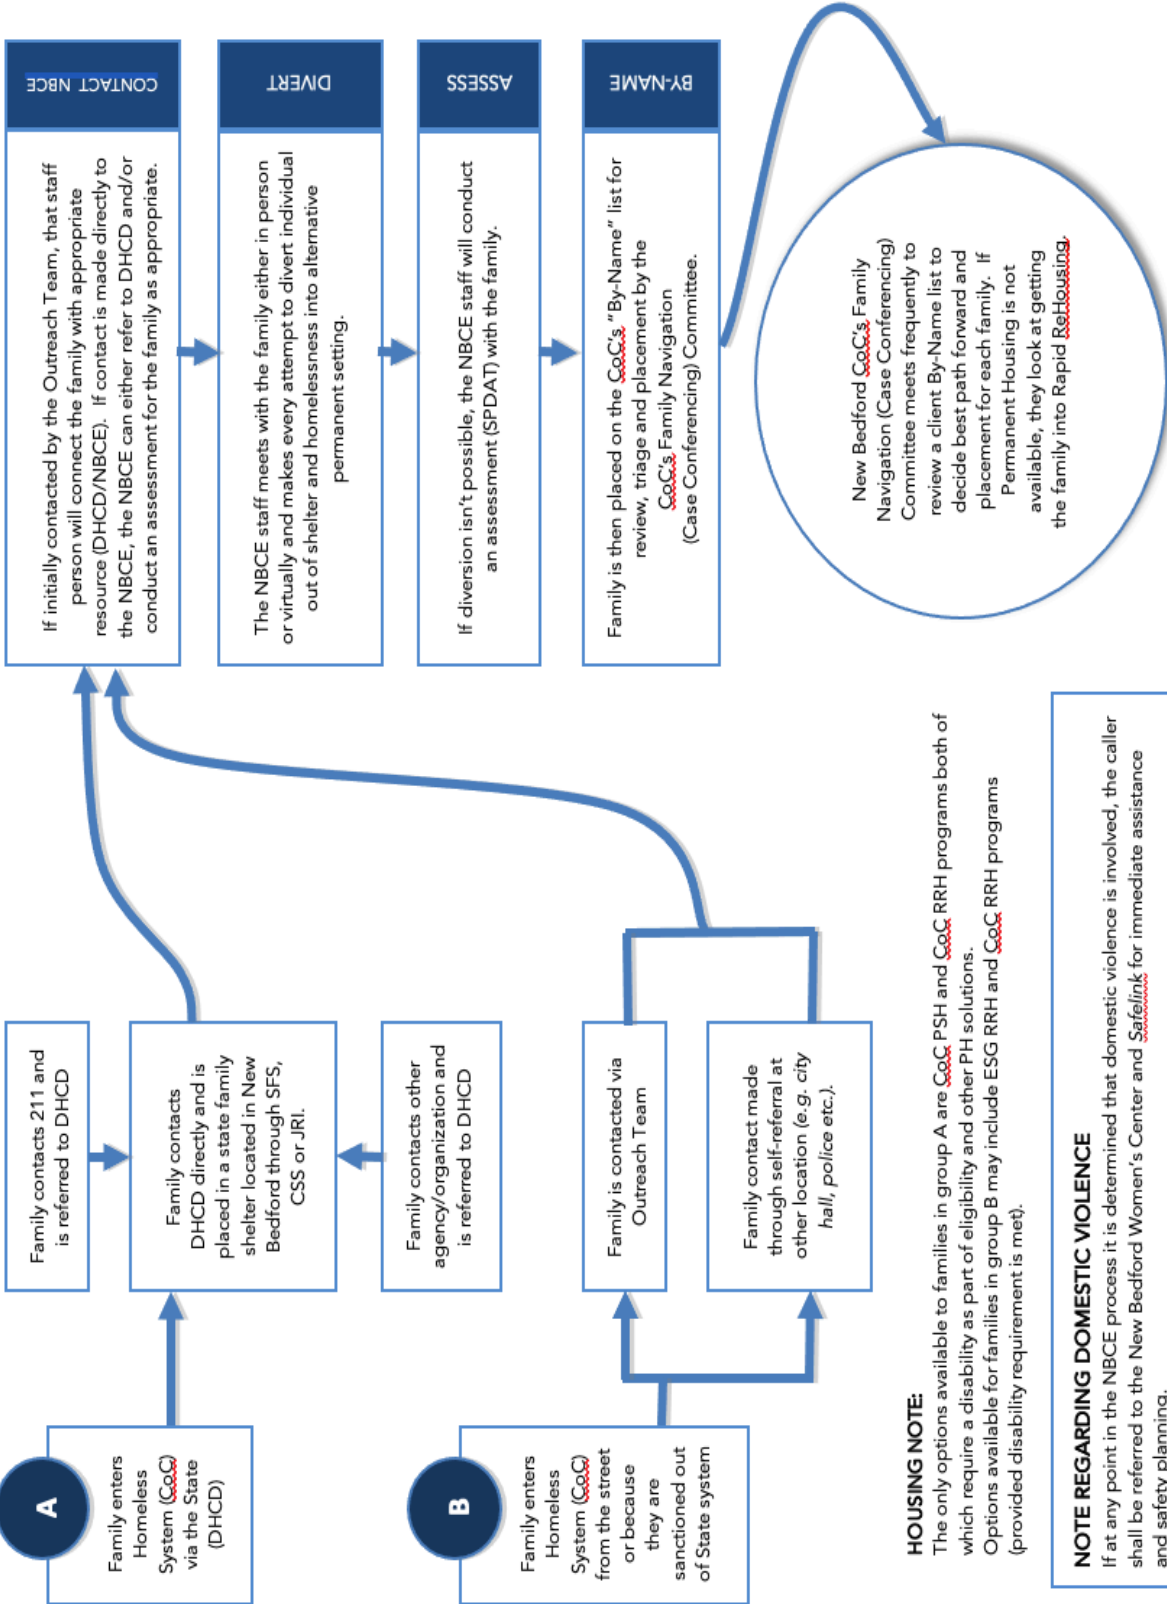 A
Family enters
Homeless
System (CoC)
via the State
(DHCD)
Family contacts 211 and
is referred to DHCD
Family contacts
DHCD directly and is
placed in a state family
shelter located in New
Bedford through SFS,
CSS or JRI.
Family contacts other
agency/organization and
is referred to DHCD
B
Family enters
Homeless
System (CoC)
from the street
or because
they are
sanctioned out
of State system
Family is contacted via
Outreach Team
Family contact made
through self-referral at
other location (e.g. city
hall, police etc.).
CONTACT NBCE
If initially contacted by the Outreach Team, that staff
person will connect the family with appropriate
resource (DHCD/NBCE).  If contact is made directly to
the NBCE, the NBCE can either refer to DHCD and/or
conduct an assessment for the family as appropriate.
DIVERT
The NBCE staff meets with the family either in person
or virtually and makes every attempt to divert individual
out of shelter and homelessness into alternative
permanent setting.
ASSESS
If diversion isn't possible, the NBCE staff will conduct
an assessment (SPDAT) with the family.
BY-NAME
Family is then placed on the CoC's "By-Name" list for
review, triage and placement by the
CoC's Family Navigation
(Case Conferencing) Committee.
New Bedford CoC's Family
Navigation (Case Conferencing)
Committee meets frequently to
review a client By-Name list to
decide best path forward and
placement for each family.  If
Permanent Housing is not
available, they look at getting
the family into Rapid ReHousing.
HOUSING NOTE:
The only options available to families in group A are CoC PSH and CoC RRH programs both of
which require a disability as part of eligibility and other PH solutions.
Options available for families in group B may include ESG RRH and CoC RRH programs
(provided disability requirement is met).
NOTE REGARDING DOMESTIC VIOLENCE
If at any point in the NBCE process it is determined that domestic violence is involved, the caller
shall be referred to the New Bedford Women's Center and Safelink for immediate assistance
and safety planning.